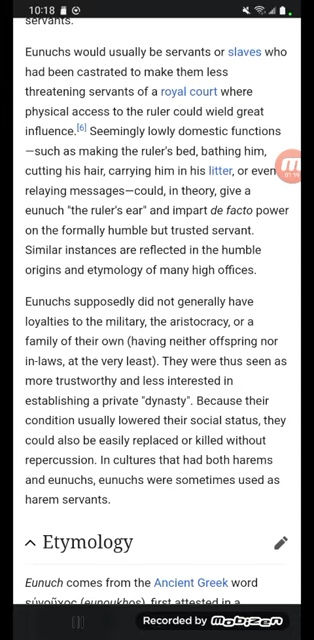 10:18
servants.
Eunuchs would usually be servants or slaves who
had been castrated to make them less
threatening servants of a royal court where
physical access to the ruler could wield great
influence.[6] Seemingly lowly domestic functions
—such as making the ruler's bed, bathing him,
cutting his hair, carrying him in his litter, or even
relaying messages—could, in theory, give a
eunuch "the ruler's ear" and impart de facto power
on the formally humble but trusted servant.
Similar instances are reflected in the humble
origins and etymology of many high offices.
Eunuchs supposedly did not generally have
loyalties to the military, the aristocracy, or a
family of their own (having neither offspring nor
in-laws, at the very least). They were thus seen as
more trustworthy and less interested in
establishing a private "dynasty". Because their
condition usually lowered their social status, they
could also be easily replaced or killed without
repercussion. In cultures that had both harems
and eunuchs, eunuchs were sometimes used as
harem servants.
Etymology
Eunuch comes from the Ancient Greek word
εὐνοῦχος (eunoukhos), first attested in a
Recorded by Mobizen